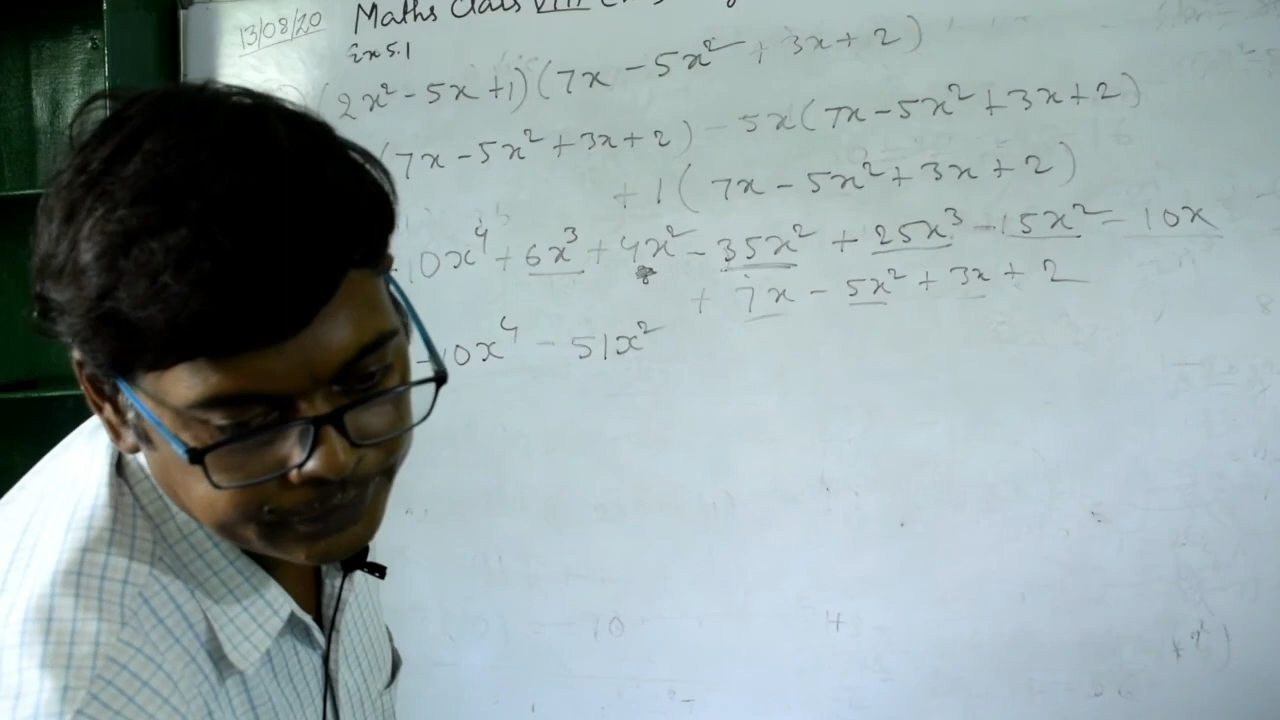 13/08/20 Maths Class VIII
Ex 5.1
(2x² - 5x + 1)(7x - 5x² + 3x + 2)
(7x - 5x² + 3x + 2) - 5x(7x - 5x² + 3x + 2)
+ 1(7x - 5x² + 3x + 2)
10x⁴ + 6x³ + 4x² - 35x² + 25x³ - 15x² - 10x
+ 7x - 5x² + 3x + 2
-10x⁴ - 51x²